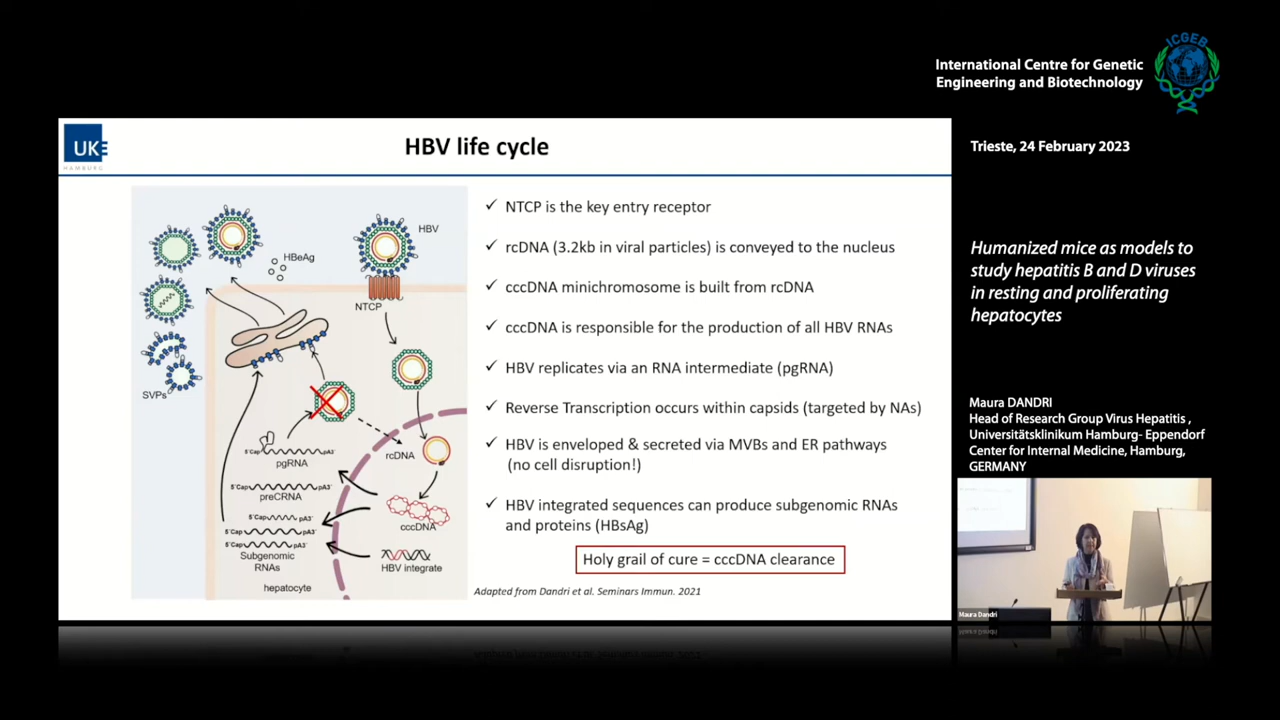 ICGEB
International Centre for Genetic
Engineering and Biotechnology
UKE
HAMBURG
HBV life cycle
Trieste, 24 February 2023
HBV
HBeAg
NTCP
SVPs
rcDNA
5´Cap
pA3´
pgRNA
5´Cap
pA3´
preCRNA
5´Cap
pA3´
5´Cap
pA3´
5´Cap
pA3´
Subgenomic
RNAs
cccDNA
HBV integrate
hepatocyte
✓ NTCP is the key entry receptor
✓ rcDNA (3.2kb in viral particles) is conveyed to the nucleus
✓ cccDNA minichromosome is built from rcDNA
✓ cccDNA is responsible for the production of all HBV RNAs
✓ HBV replicates via an RNA intermediate (pgRNA)
✓ Reverse Transcription occurs within capsids (targeted by NAs)
✓ HBV is enveloped & secreted via MVBs and ER pathways
(no cell disruption!)
✓ HBV integrated sequences can produce subgenomic RNAs
and proteins (HBsAg)
Holy grail of cure = cccDNA clearance
Adapted from Dandri et al. Seminars Immun. 2021
Humanized mice as models to
study hepatitis B and D viruses
in resting and proliferating
hepatocytes
Maura DANDRI
Head of Research Group Virus Hepatitis ,
Universitätsklinikum Hamburg- Eppendorf
Center for Internal Medicine, Hamburg,
GERMANY
Maura Dandri